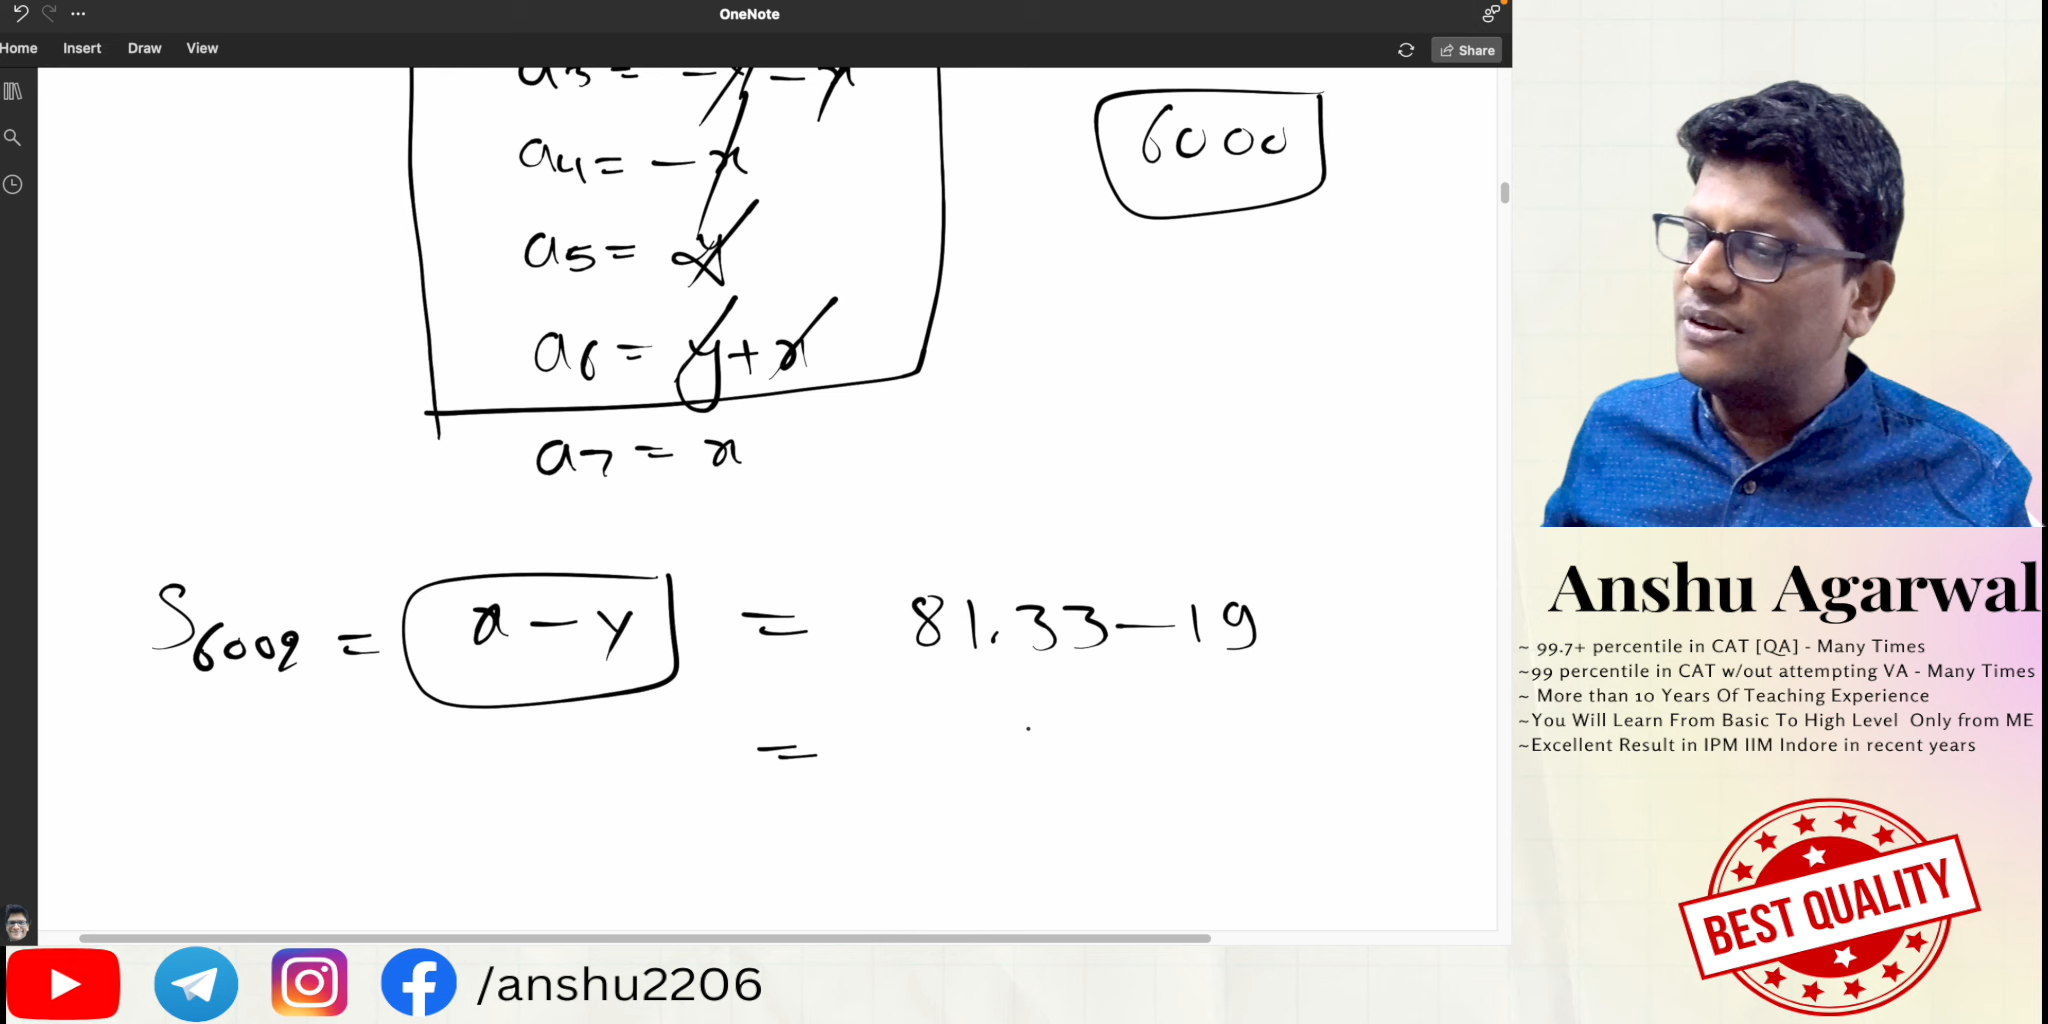 OneNote
Home Insert Draw View
Share
a4 = - x
a5 = y
a6 = y + x
a7 = x
6000
S6002 = x - y = 81.33 - 19
=
Anshu Agarwal
~ 99.7+ percentile in CAT [QA] - Many Times
~99 percentile in CAT w/out attempting VA - Many Times
~ More than 10 Years Of Teaching Experience
~You Will Learn From Basic To High Level Only from ME
~Excellent Result in IPM IIM Indore in recent years
BEST QUALITY
/anshu2206